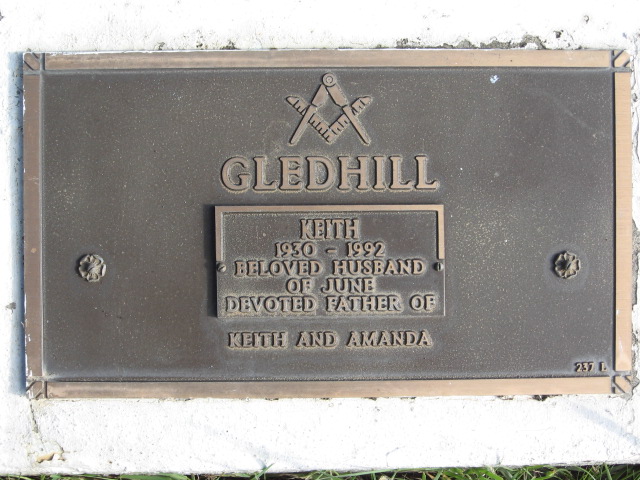 GLEDHILL
KEITH
1930 - 1992
BELOVED HUSBAND
OF JUNE
DEVOTED FATHER OF
KEITH AND AMANDA
237 L